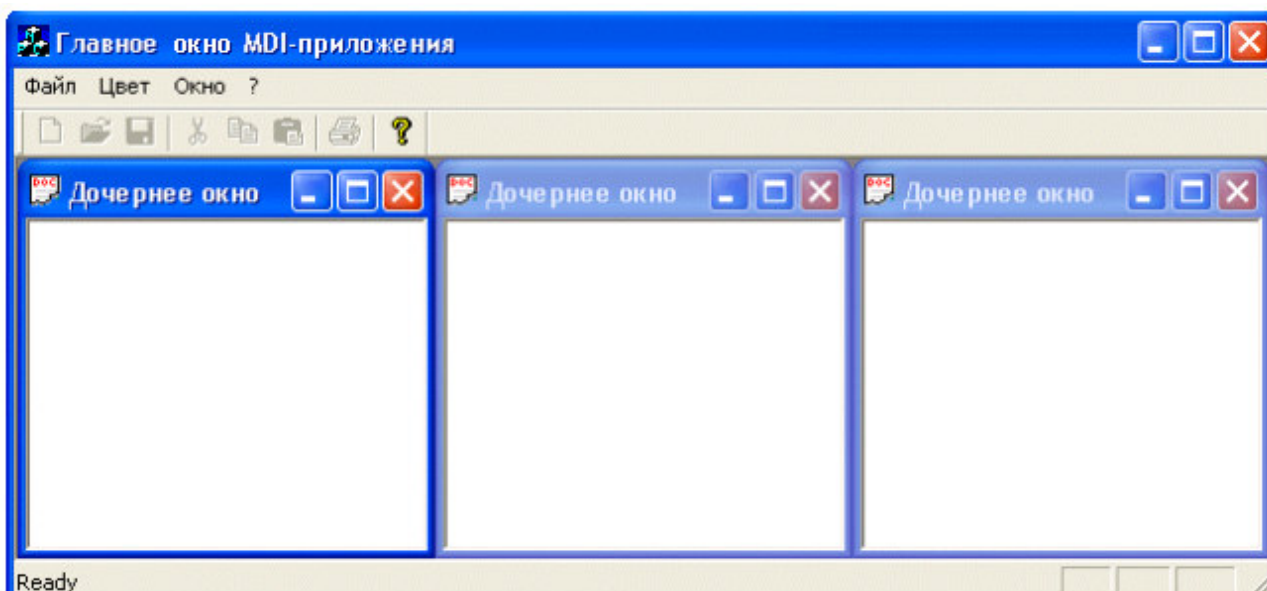 Главное окно MDI-приложения
Файл Цвет Окно ?
Дочернее окно Дочернее окно Дочернее окно
Ready